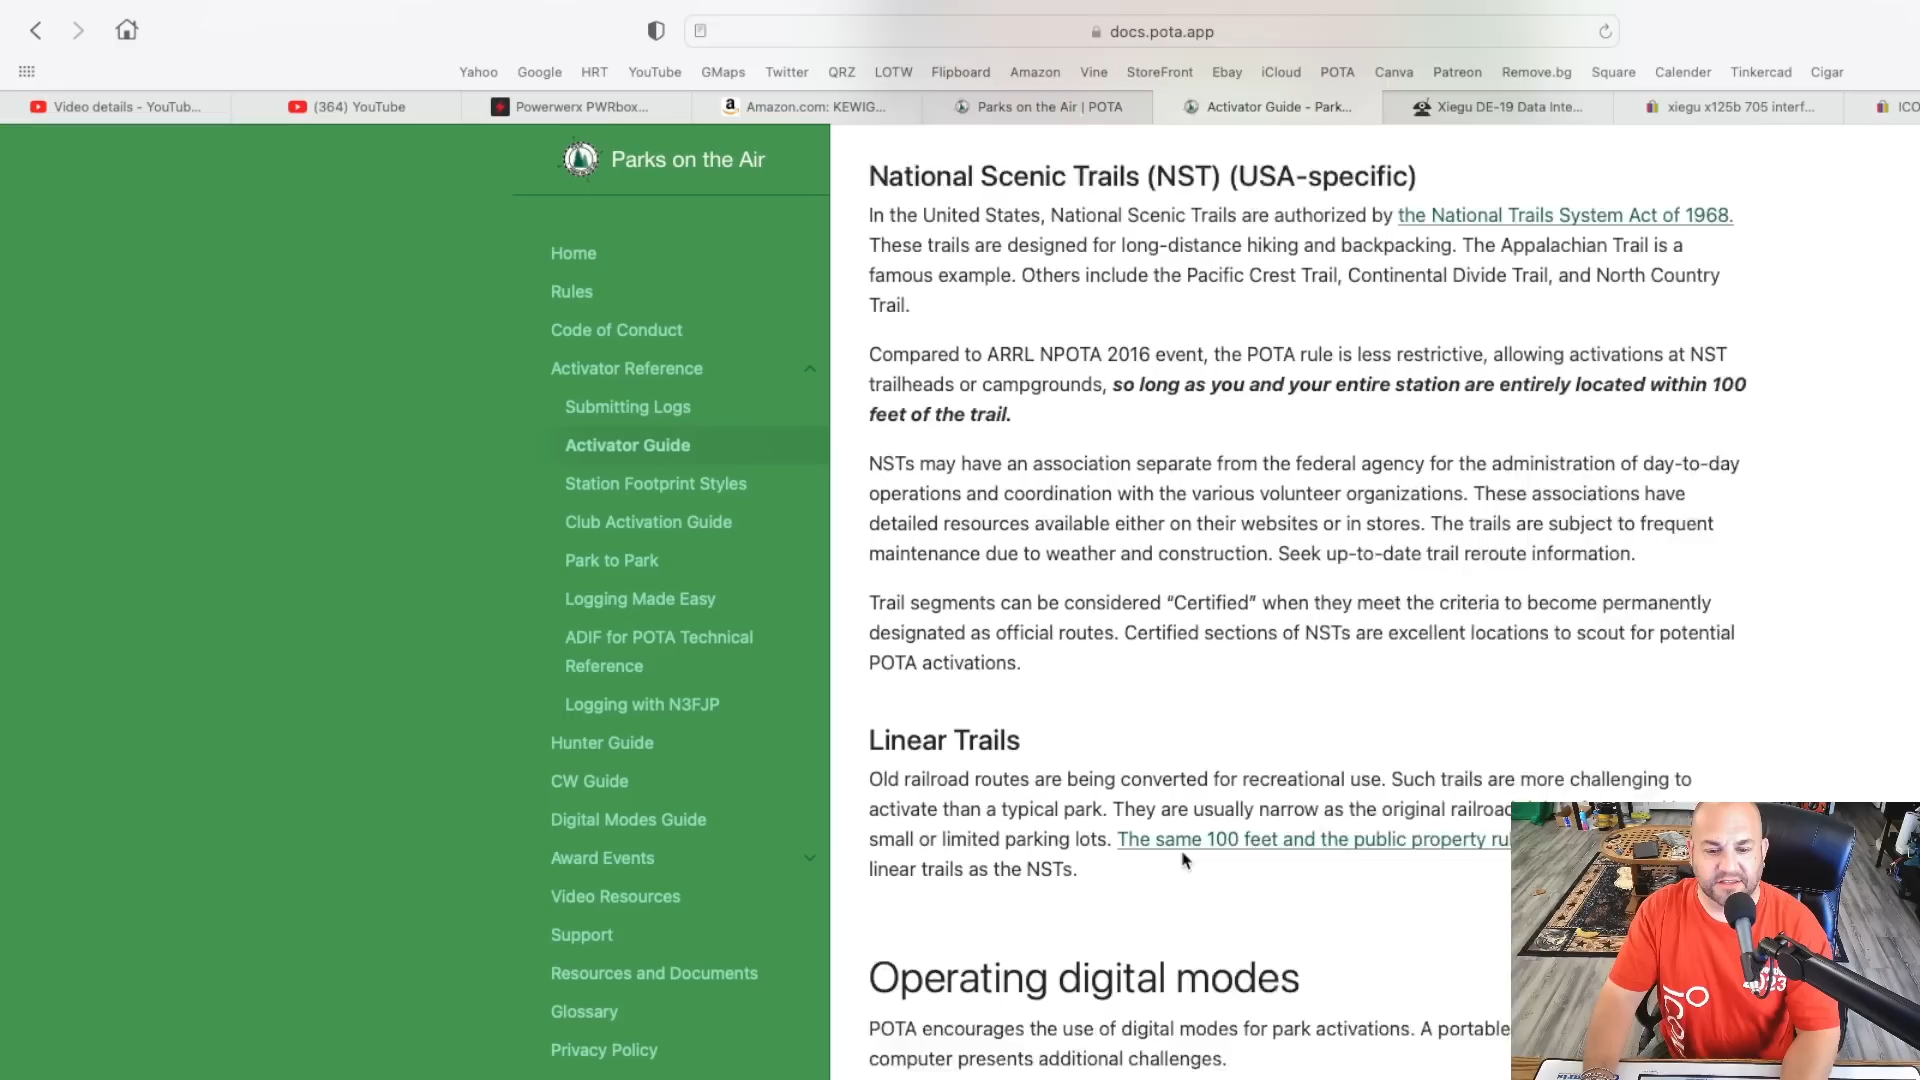 docs.pota.app
Yahoo Google HRT YouTube GMaps Twitter QRZ LOTW Flipboard Amazon Vine StoreFront Ebay iCloud POTA Canva Patreon Remove.bg Square Calender Tinkercad Cigar
Video details - YouTub... (364) YouTube Powerwerx PWRbox... Amazon.com: KEWIG... Parks on the Air | POTA Activator Guide - Park... Xiegu DE-19 Data Inte... xiegu x125b 705 interf... ICO
Parks on the Air
Home
Rules
Code of Conduct
Activator Reference
Submitting Logs
Activator Guide
Station Footprint Styles
Club Activation Guide
Park to Park
Logging Made Easy
ADIF for POTA Technical
Reference
Logging with N3FJP
Hunter Guide
CW Guide
Digital Modes Guide
Award Events
Video Resources
Support
Resources and Documents
Glossary
Privacy Policy
National Scenic Trails (NST) (USA-specific)
In the United States, National Scenic Trails are authorized by the National Trails System Act of 1968.
These trails are designed for long-distance hiking and backpacking. The Appalachian Trail is a
famous example. Others include the Pacific Crest Trail, Continental Divide Trail, and North Country
Trail.
Compared to ARRL NPOTA 2016 event, the POTA rule is less restrictive, allowing activations at NST
trailheads or campgrounds, so long as you and your entire station are entirely located within 100
feet of the trail.
NSTs may have an association separate from the federal agency for the administration of day-to-day
operations and coordination with the various volunteer organizations. These associations have
detailed resources available either on their websites or in stores. The trails are subject to frequent
maintenance due to weather and construction. Seek up-to-date trail reroute information.
Trail segments can be considered “Certified” when they meet the criteria to become permanently
designated as official routes. Certified sections of NSTs are excellent locations to scout for potential
POTA activations.
Linear Trails
Old railroad routes are being converted for recreational use. Such trails are more challenging to
activate than a typical park. They are usually narrow as the original railroad
small or limited parking lots. The same 100 feet and the public property ru
linear trails as the NSTs.
Operating digital modes
POTA encourages the use of digital modes for park activations. A portable
computer presents additional challenges.